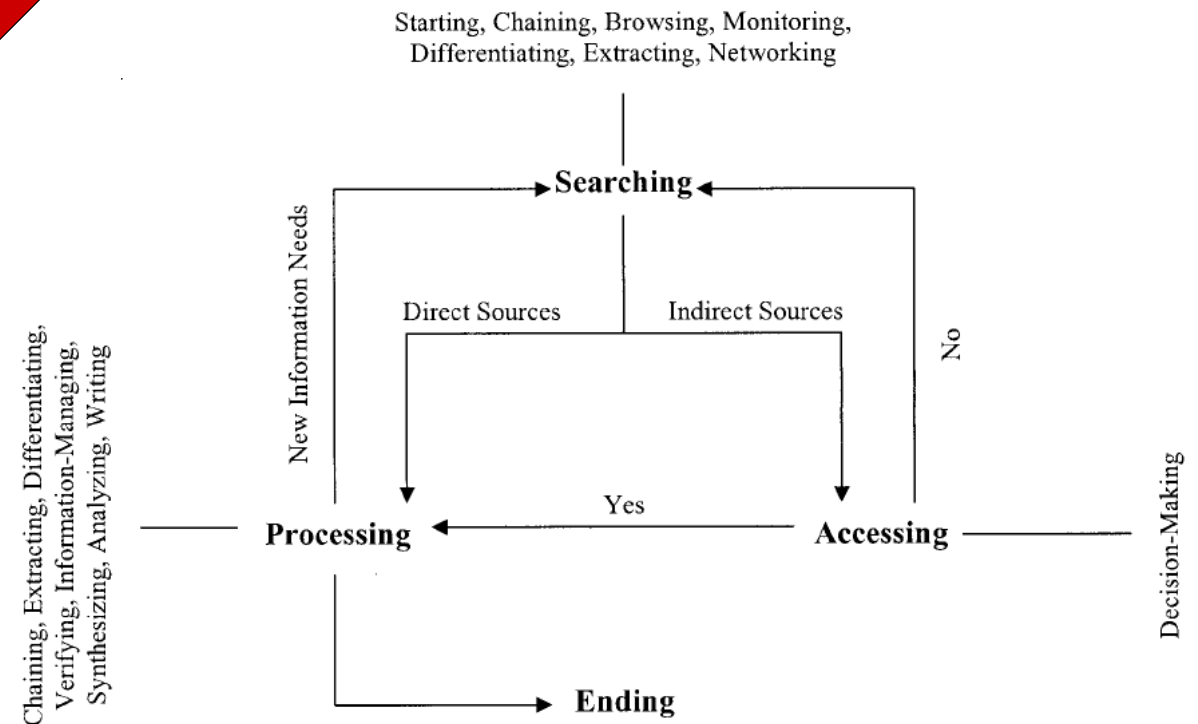 Starting, Chaining, Browsing, Monitoring,
Differentiating, Extracting, Networking
Searching
New Information Needs
Direct Sources
Indirect Sources
No
Chaining, Extracting, Differentiating,
Verifying, Information-Managing,
Synthesizing, Analyzing, Writing
Processing
Yes
Accessing
Decision-Making
Ending